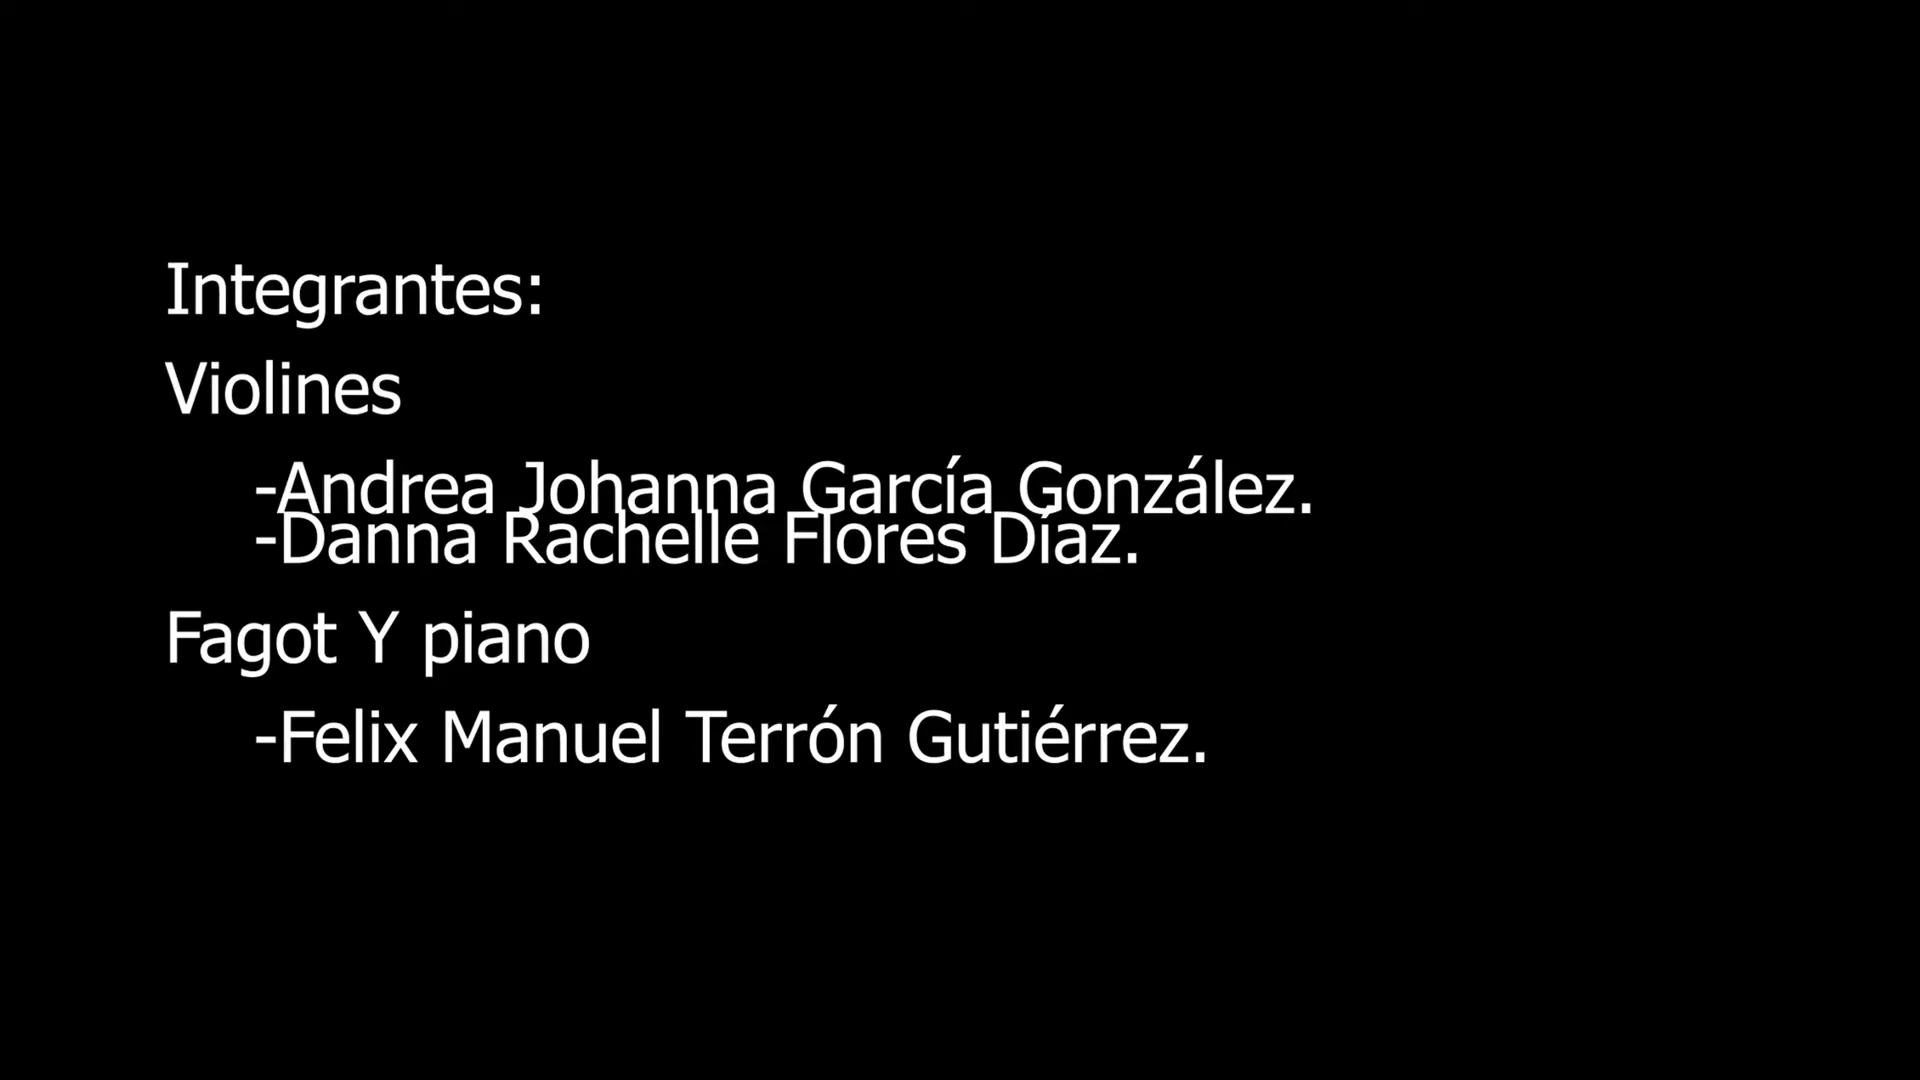 Integrantes:
Violines
-Andrea Johanna García González.
-Danna Rachelle Flores Díaz.
Fagot Y piano
-Felix Manuel Terrón Gutiérrez.